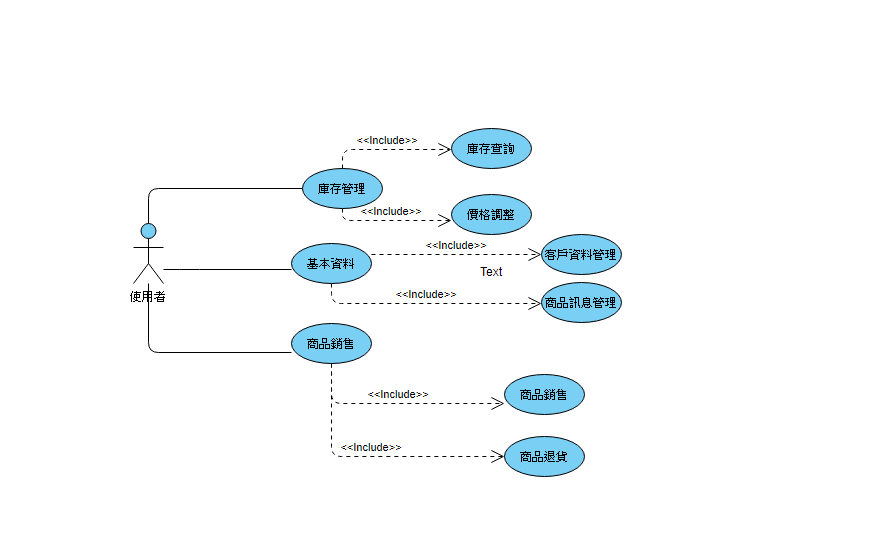 <<Include>>
庫存查詢
庫存管理
<<Include>>
價格調整
<<Include>>
客戶資料管理
基本資料
Text
使用者
<<Include>>
商品訊息管理
商品銷售
<<Include>>
商品銷售
<<Include>>
商品退貨